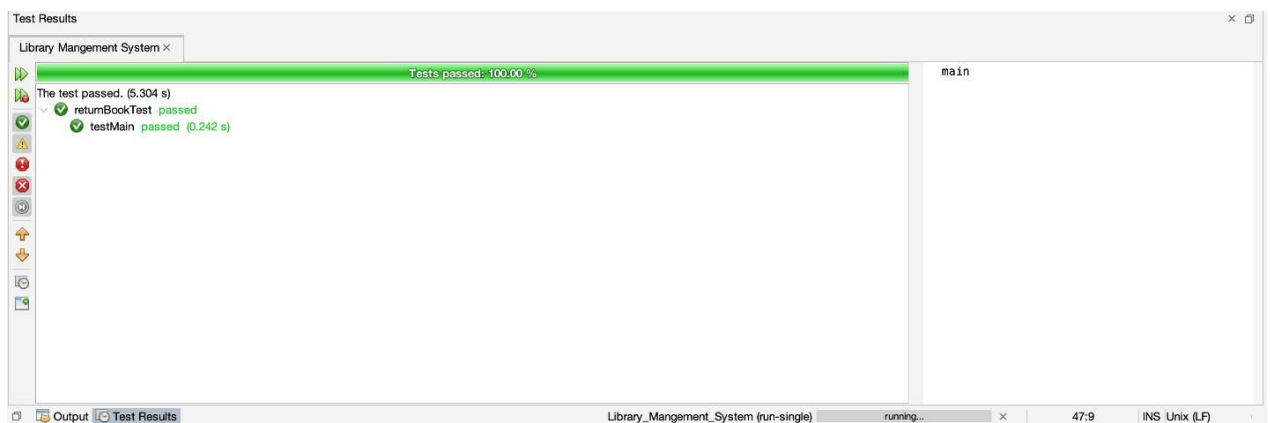 Test Results
Library Mangement System
Tests passed: 100.00 %
main
The test passed. (5.304 s)
returnBookTest passed
testMain passed (0.242 s)
Output Test Results Library_Mangement_System (run-single) running... 47:9 INS Unix (LF)